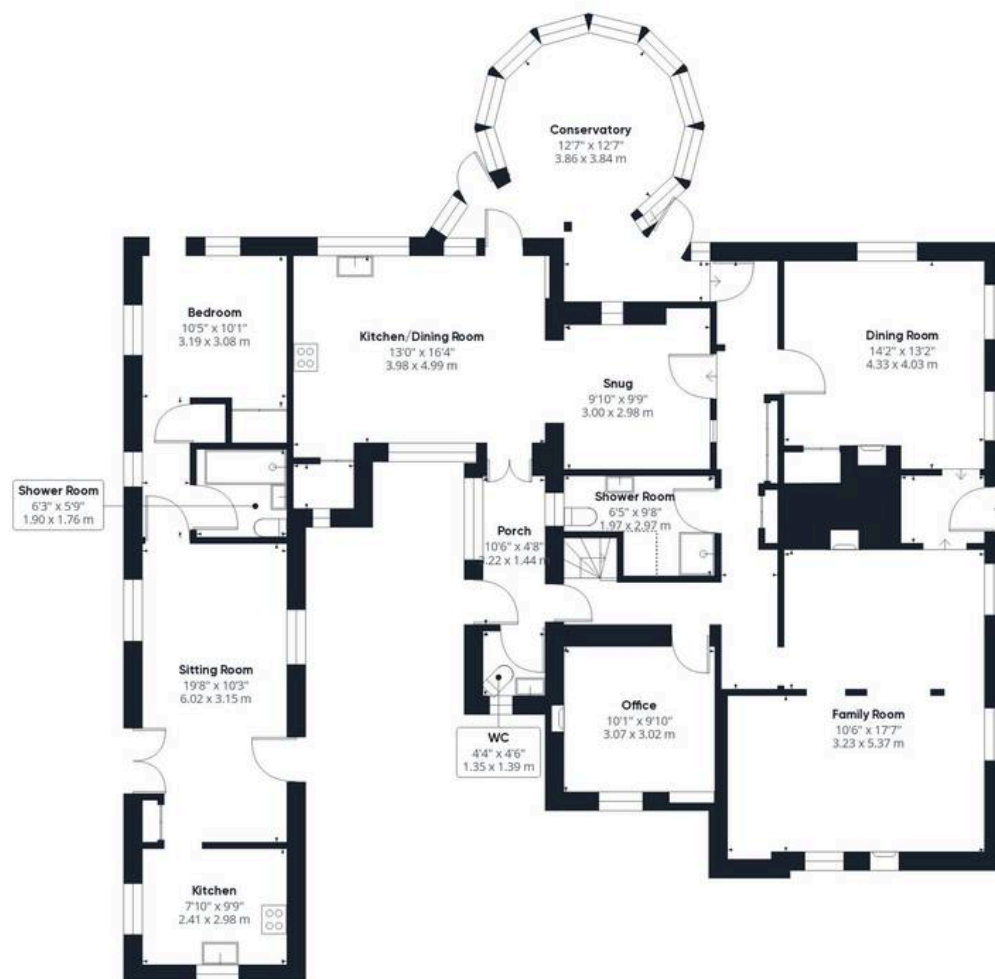 Conservatory
12'7" x 12'7"
3.86 x 3.84 m
Bedroom
10'5" x 10'1"
3.19 x 3.08 m
Kitchen/Dining Room
13'0" x 16'4"
3.98 x 4.99 m
Dining Room
14'2" x 13'2"
4.33 x 4.03 m
Snug
9'10" x 9'9"
3.00 x 2.98 m
Shower Room
6'3" x 5'9"
1.90 x 1.76 m
Shower Room
6'5" x 9'8"
1.97 x 2.97 m
Porch
10'6" x 4'8"
3.22 x 1.44 m
Sitting Room
19'8" x 10'3"
6.02 x 3.15 m
Office
10'1" x 9'10"
3.07 x 3.02 m
Family Room
10'6" x 17'7"
3.23 x 5.37 m
WC
4'4" x 4'6"
1.35 x 1.39 m
Kitchen
7'10" x 9'9"
2.41 x 2.98 m